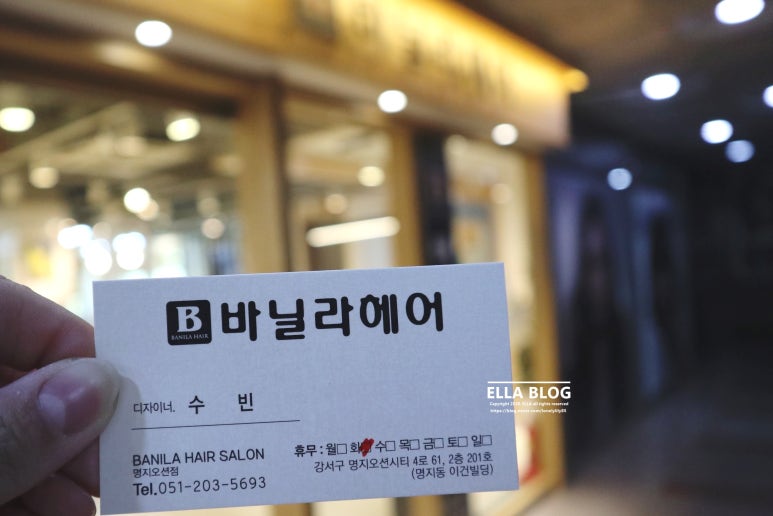 B 바닐라헤어
BANILA HAIR
디자이너. 수 빈
BANILA HAIR SALON
명지오션점
Tel.051-203-5693
휴무 : 월□ 화 수□ 목□ 금□ 토□ 일□
강서구 명지오션시티 4로 61, 2층 201호
(명지동 이건빌딩)
ELLA BLOG